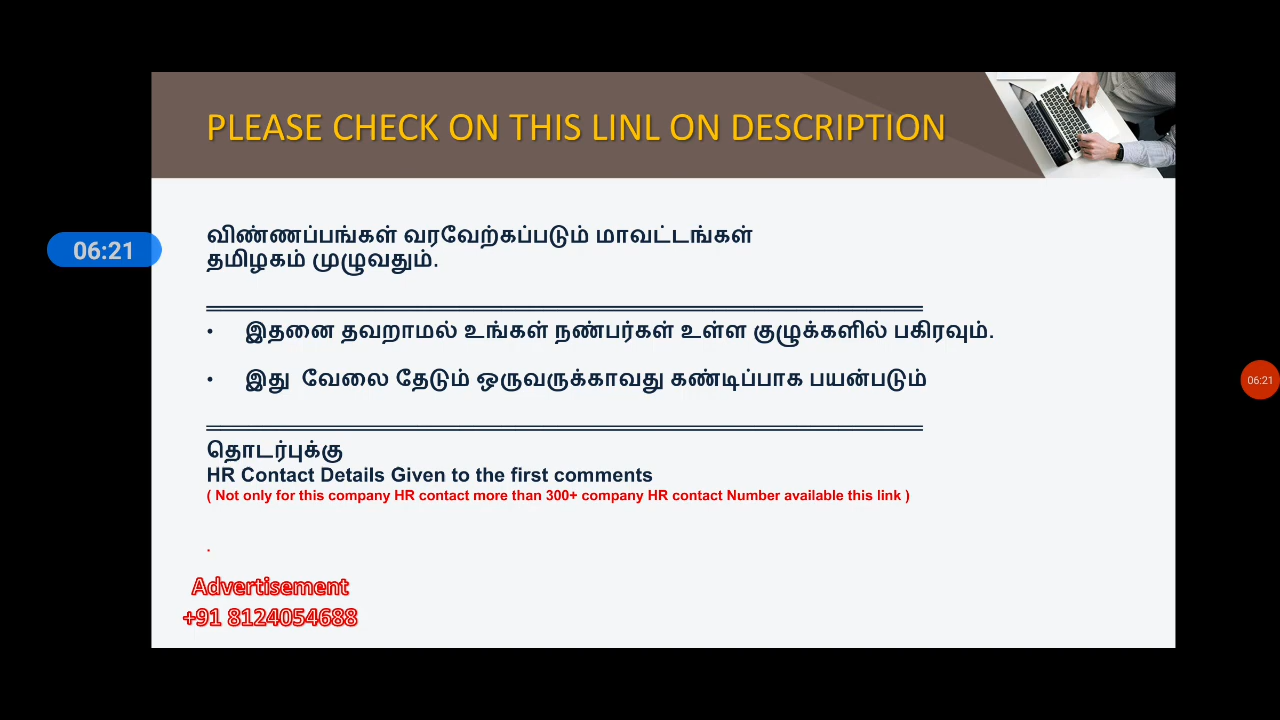 PLEASE CHECK ON THIS LINL ON DESCRIPTION
விண்ணப்பங்கள் வரவேற்கப்படும் மாவட்டங்கள்
தமிழகம் முழுவதும்.
06:21
• இதனை தவறாமல் உங்கள் நண்பர்கள் உள்ள குழுக்களில் பகிரவும்.
• இது வேலை தேடும் ஒருவருக்காவது கண்டிப்பாக பயன்படும்
06:21
தொடர்புக்கு
HR Contact Details Given to the first comments
( Not only for this company HR contact more than 300+ company HR contact Number available this link )
.
Advertisement
+91 8124054688